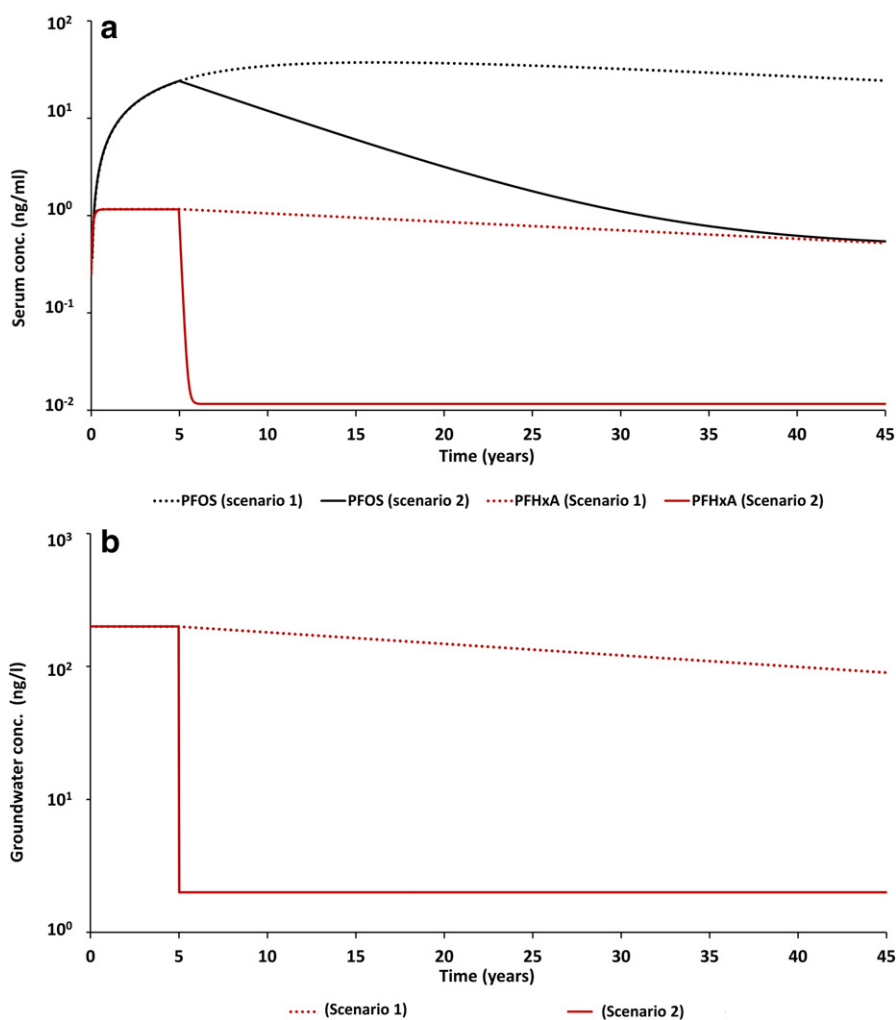 a
Serum conc. (ng/ml)
10²
10¹
10⁰
10⁻¹
10⁻²
0 5 10 15 20 25 30 35 40 45
Time (years)
PFOS (scenario 1) PFOS (scenario 2) PFHxA (Scenario 1) PFHxA (Scenario 2)
b
Groundwater conc. (ng/l)
10³
10²
10¹
10⁰
0 5 10 15 20 25 30 35 40 45
Time (years)
(Scenario 1) (Scenario 2)